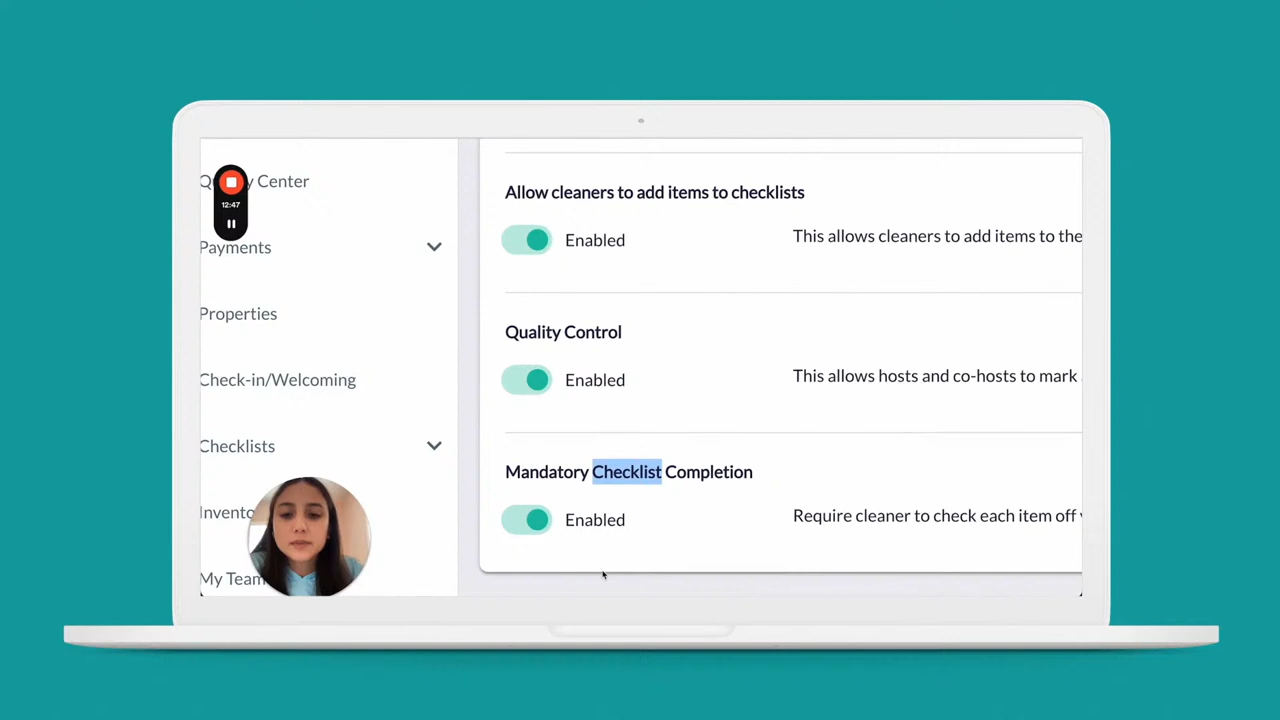 Center
12:47
Payments
Properties
Check-in/Welcoming
Checklists
My Team
Allow cleaners to add items to checklists
Enabled
This allows cleaners to add items to the
Quality Control
Enabled
This allows hosts and co-hosts to mark
Mandatory Checklist Completion
Enabled
Require cleaner to check each item off